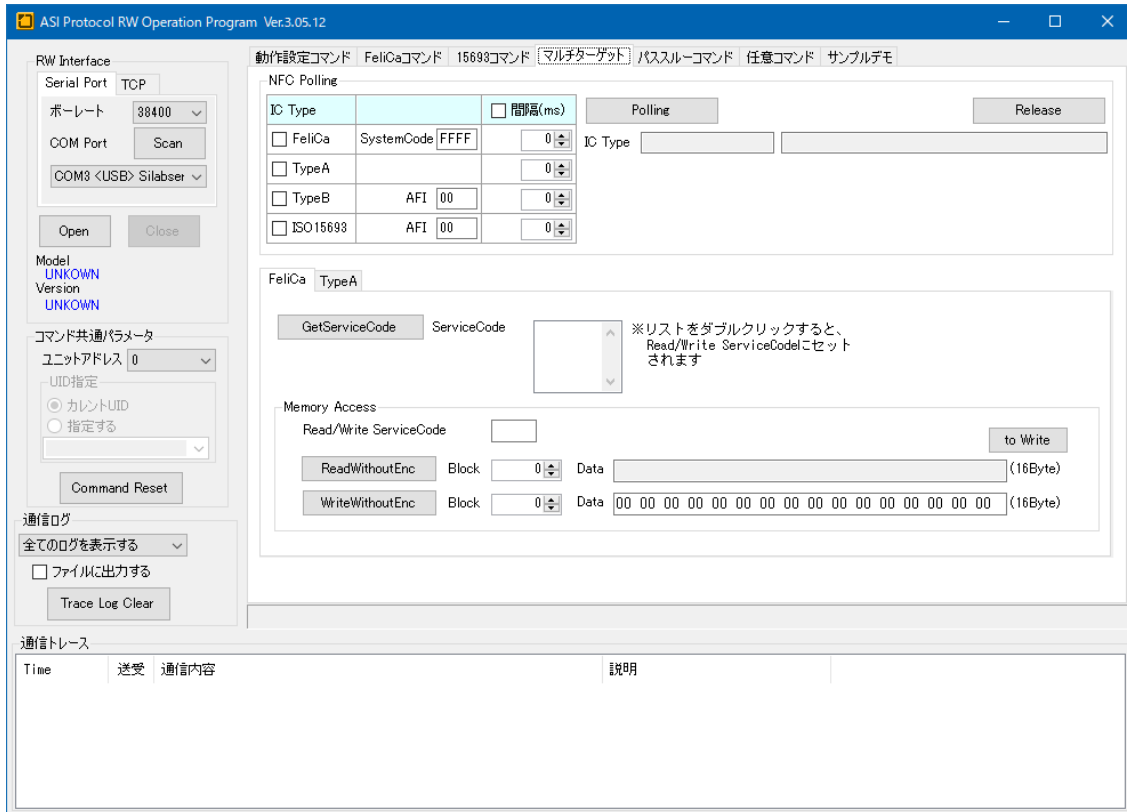 ASI Protocol RW Operation Program Ver.3.05.12
RW Interface
Serial Port TCP
ボーレート 38400
COM Port Scan
COM3 <USB> Silabser
Open Close
Model
UNKOWN
Version
UNKOWN
コマンド共通パラメータ
ユニットアドレス 0
UID指定
カレントUID
指定する
Command Reset
通信ログ
全てのログを表示する
ファイルに出力する
Trace Log Clear
動作設定コマンド FeliCaコマンド 15693コマンド マルチターゲット パススルーコマンド 任意コマンド サンプルデモ
NFC Polling
IC Type 間隔(ms)
FeliCa SystemCode FFFF 0
TypeA 0
TypeB AFI 00 0
ISO15693 AFI 00 0
Polling Release
IC Type
FeliCa TypeA
GetServiceCode ServiceCode
※リストをダブルクリックすると、
Read/Write ServiceCodeにセット
されます
Memory Access
Read/Write ServiceCode
to Write
ReadWithoutEnc Block 0 Data (16Byte)
WriteWithoutEnc Block 0 Data 00 00 00 00 00 00 00 00 00 00 00 00 00 00 00 00 (16Byte)
通信トレース
Time 送受 通信内容 説明